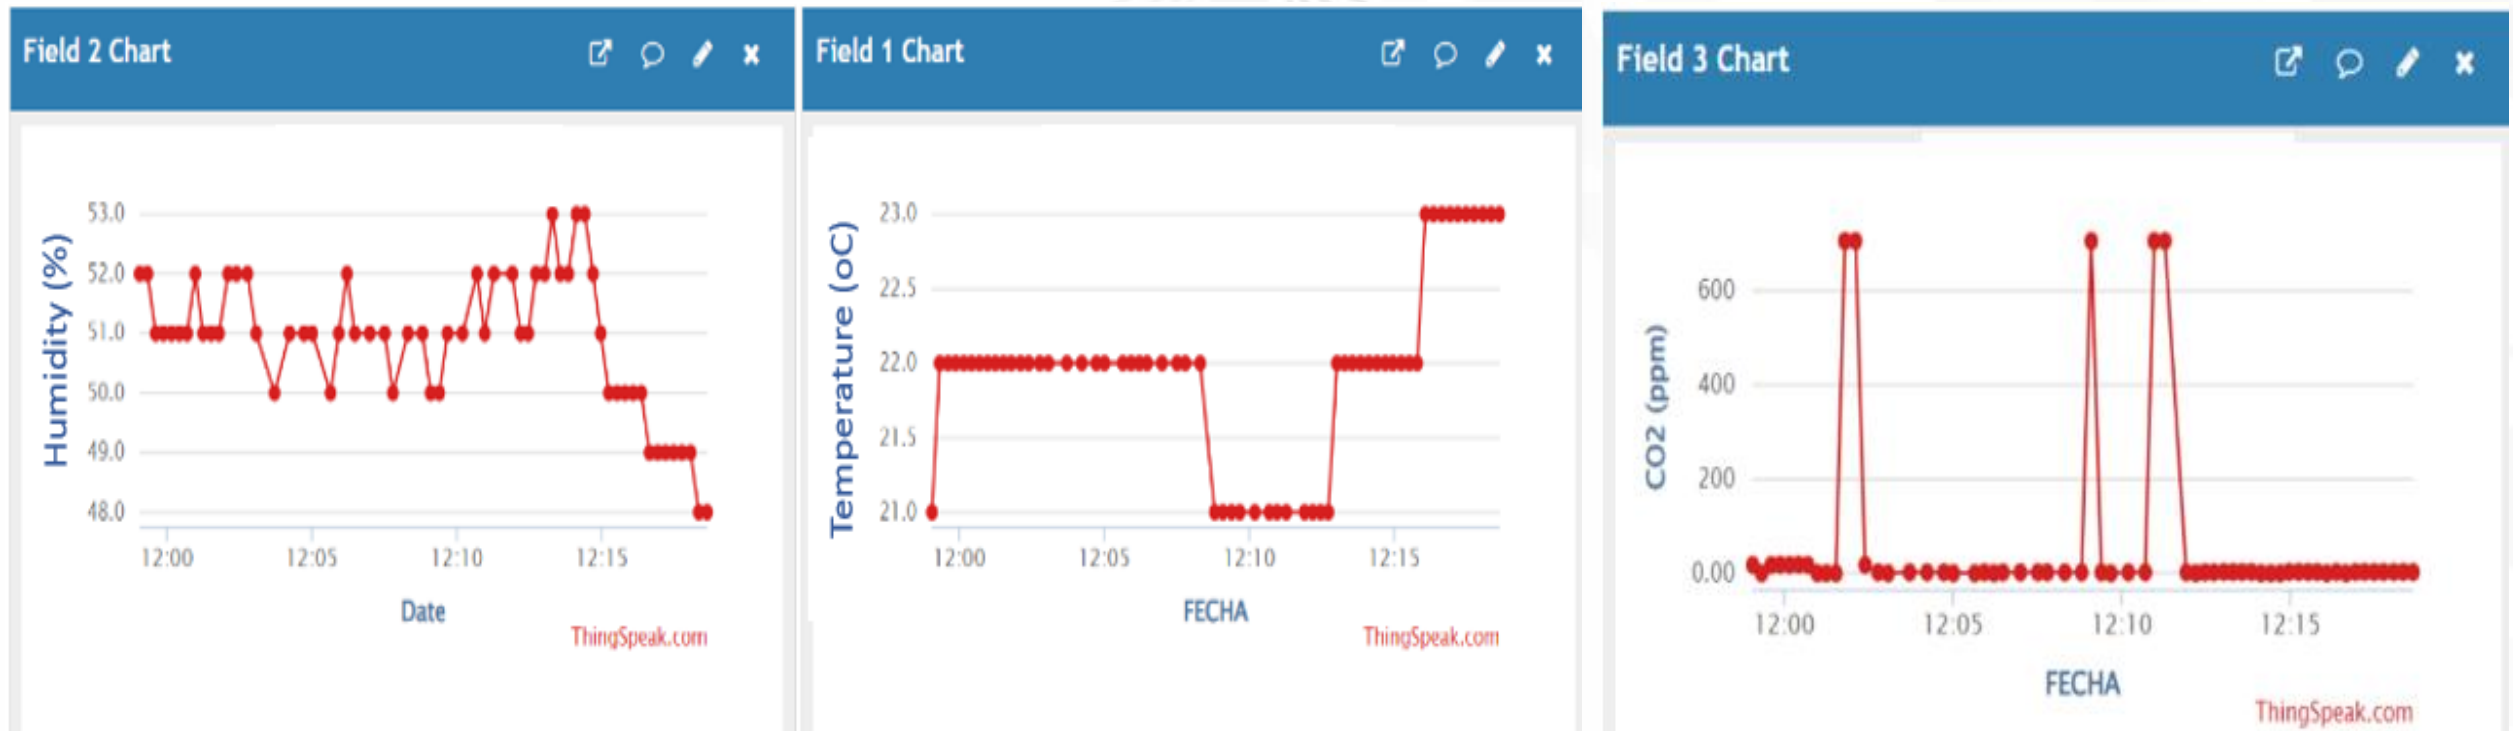 Field 2 Chart
Humidity (%)
53.0
52.0
51.0
50.0
49.0
48.0
12:00 12:05 12:10 12:15
Date
ThingSpeak.com
Field 1 Chart
Temperature (oC)
23.0
22.5
22.0
21.5
21.0
12:00 12:05 12:10 12:15
FECHA
ThingSpeak.com
Field 3 Chart
CO2 (ppm)
600
400
200
0.00
12:00 12:05 12:10 12:15
FECHA
ThingSpeak.com